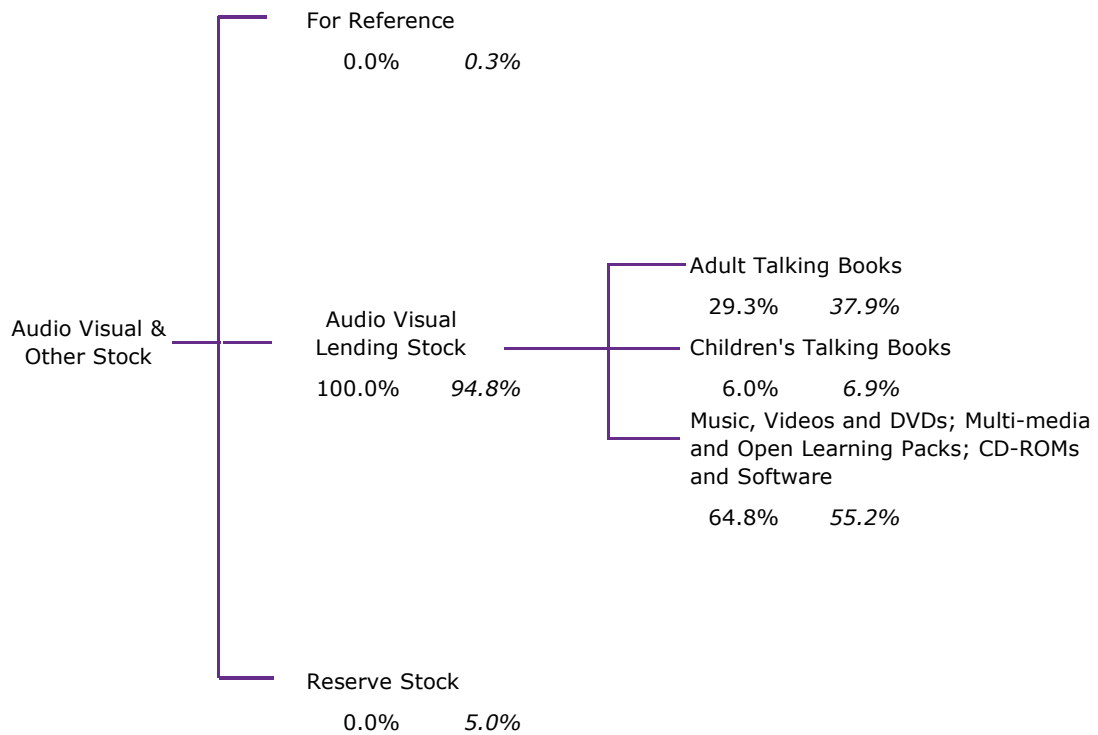 For Reference
0.0% 0.3%
Audio Visual &
Other Stock
Audio Visual
Lending Stock
100.0% 94.8%
Adult Talking Books
29.3% 37.9%
Children's Talking Books
6.0% 6.9%
Music, Videos and DVDs; Multi-media
and Open Learning Packs; CD-ROMs
and Software
64.8% 55.2%
Reserve Stock
0.0% 5.0%